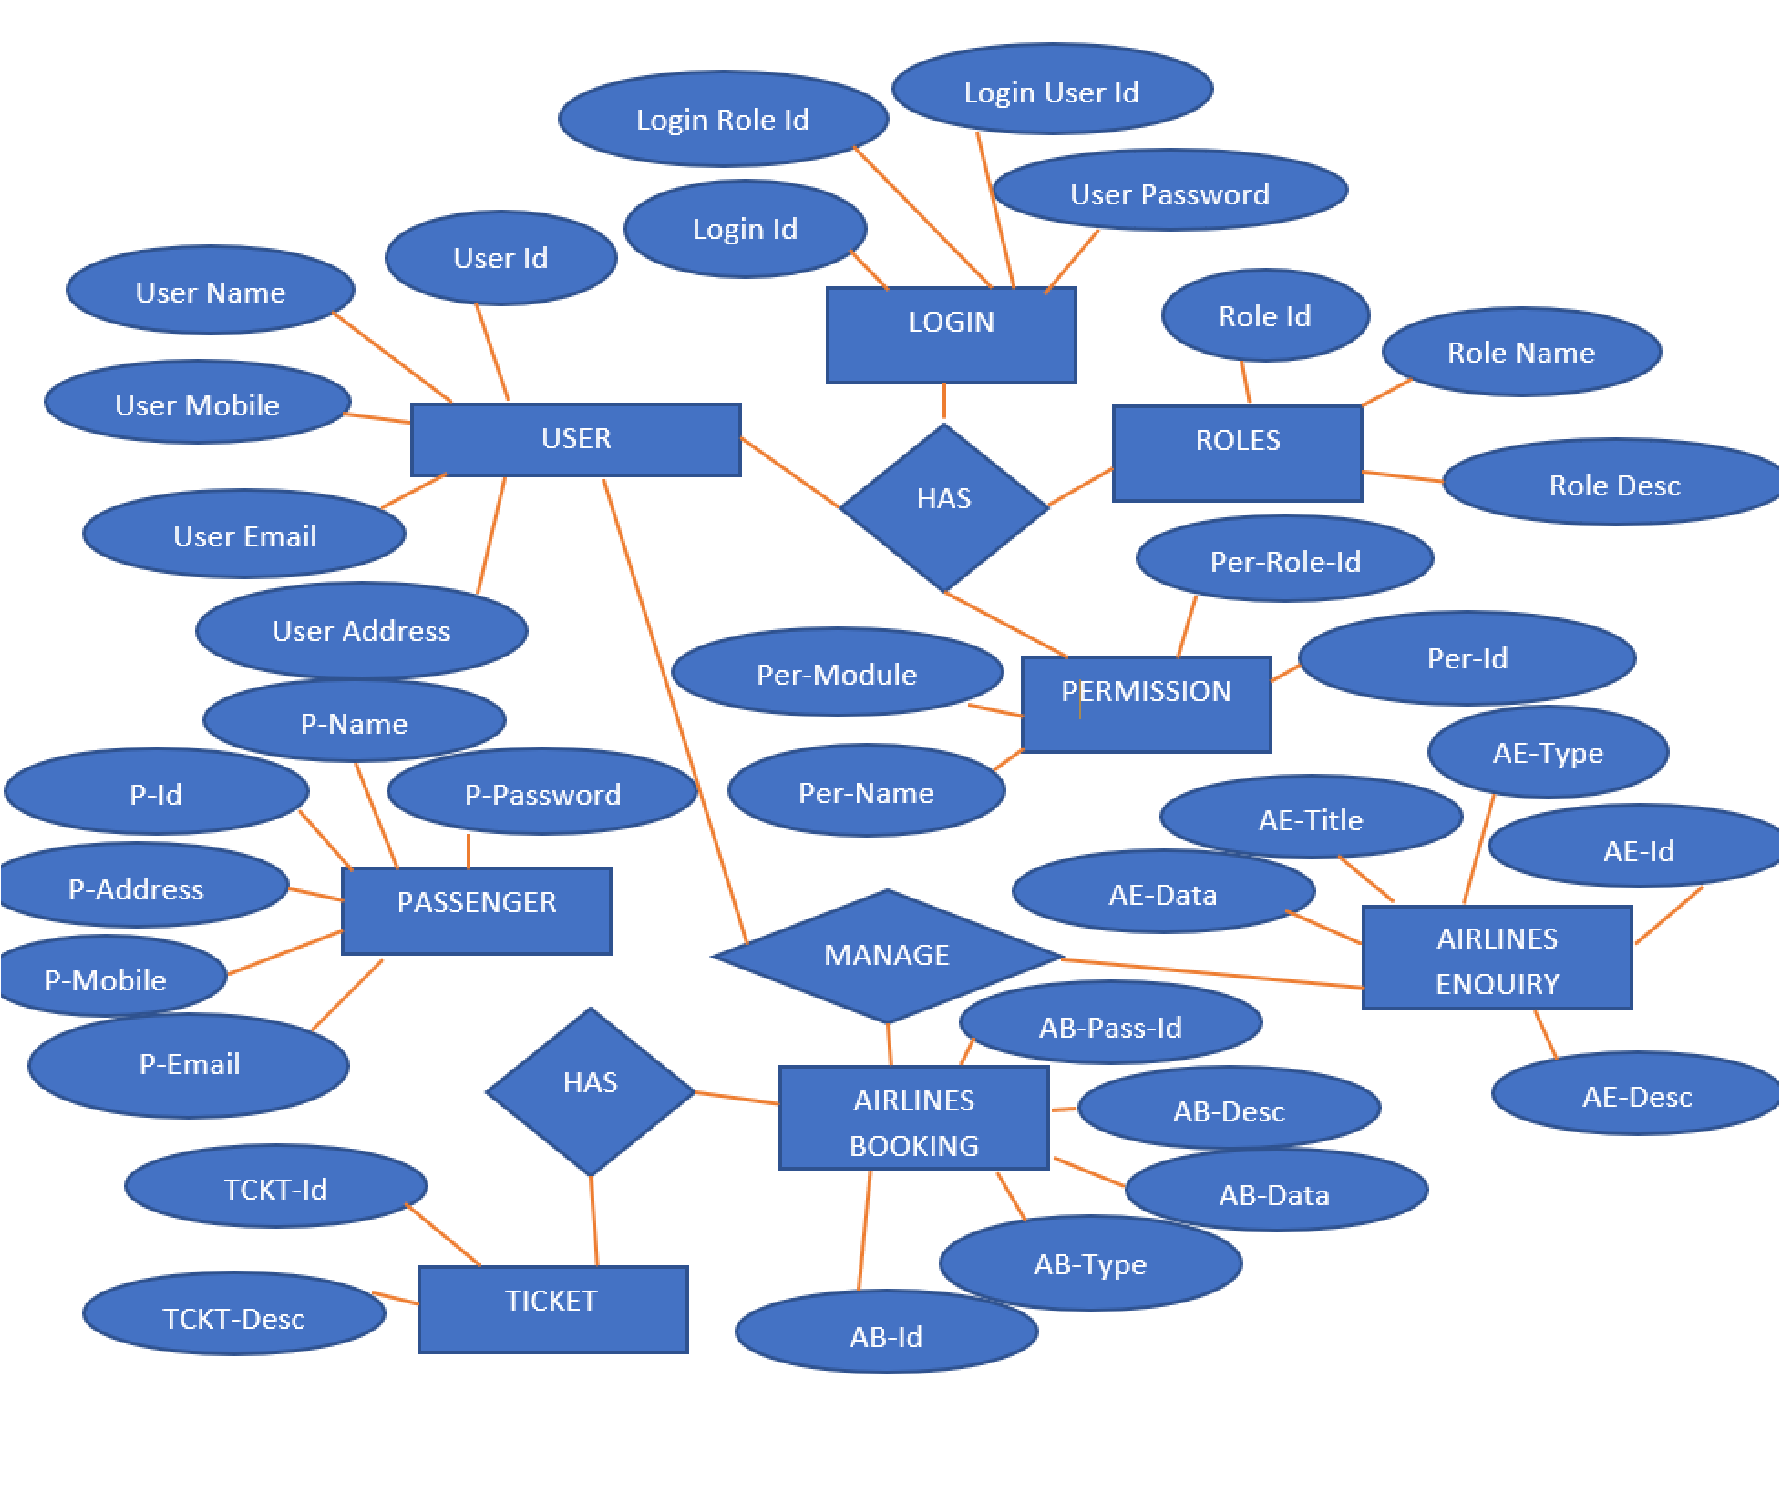 Login User Id
Login Role Id
User Password
Login Id
User Id
User Name
LOGIN
Role Id
Role Name
User Mobile
USER
ROLES
Role Desc
HAS
User Email
Per-Role-Id
User Address
Per-Module
PERMISSION
Per-Id
P-Name
AE-Type
P-Id
P-Password
Per-Name
AE-Title
AE-Id
P-Address
PASSENGER
AE-Data
AIRLINES
ENQUIRY
MANAGE
P-Mobile
AB-Pass-Id
P-Email
HAS
AIRLINES
BOOKING
AB-Desc
AE-Desc
TCKT-Id
AB-Data
AB-Type
TICKET
TCKT-Desc
AB-Id